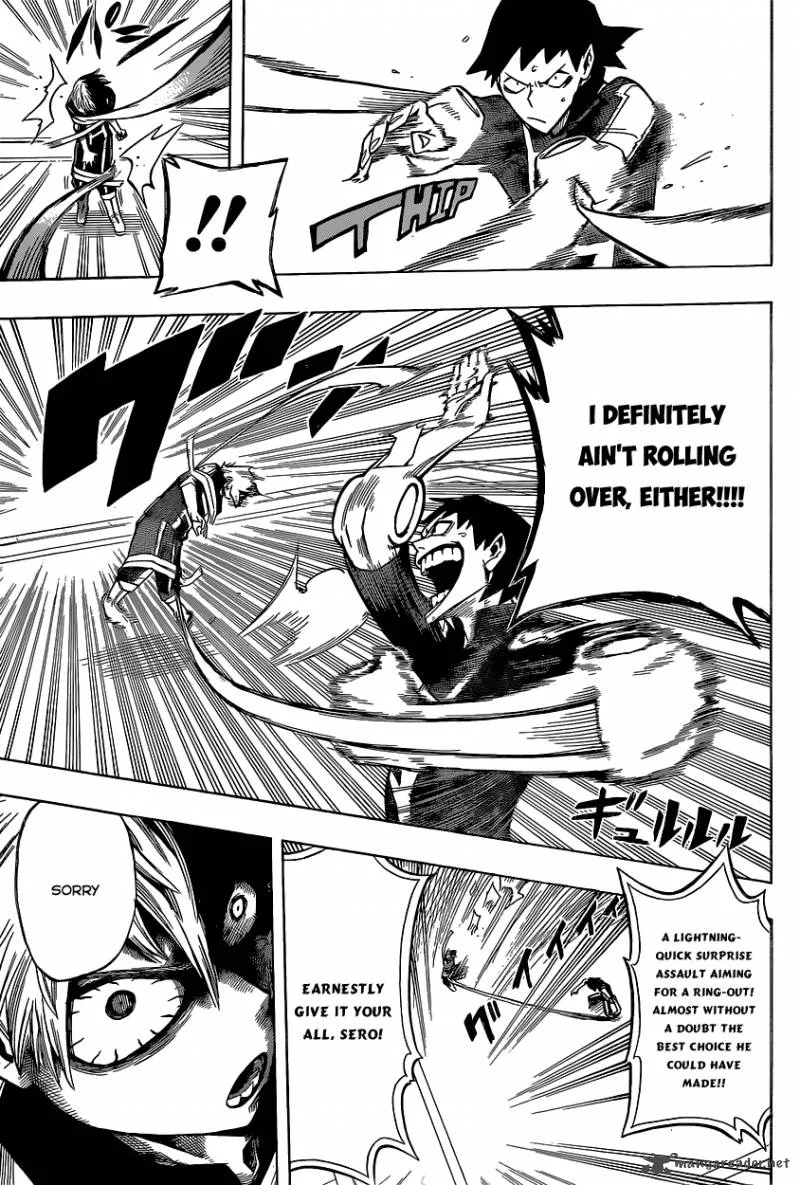 THIP
!!
I DEFINITELY
AIN'T ROLLING
OVER, EITHER!!!!
グ
ギュルルル
A LIGHTNING-
QUICK SURPRISE
ASSAULT AIMING
FOR A RING-OUT!
ALMOST WITHOUT
A DOUBT THE
BEST CHOICE HE
COULD HAVE
MADE!!
グイイイ
EARNESTLY
GIVE IT YOUR
ALL, SERO!
SORRY
mangareader.net